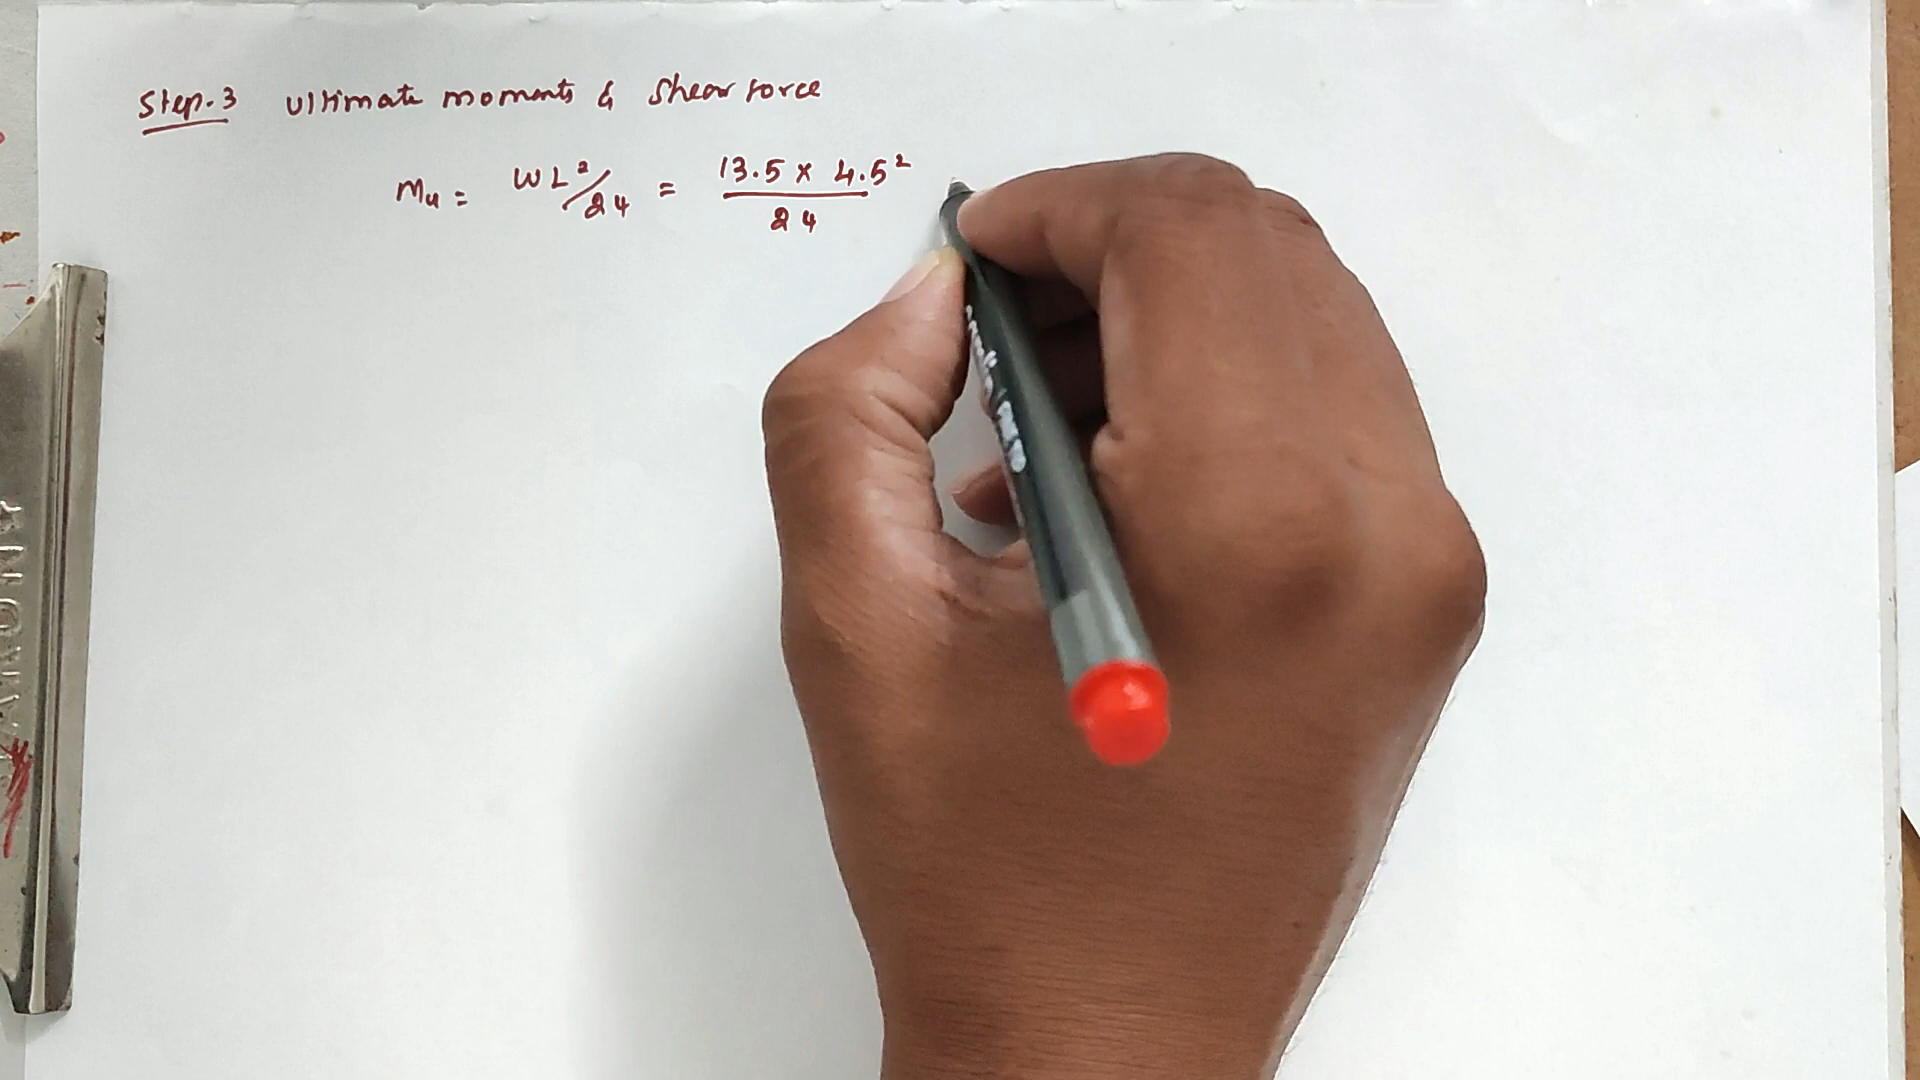 Step.3 Ultimate moments & Shear force
Mu = WL²/24 = 13.5 x 4.5² / 24